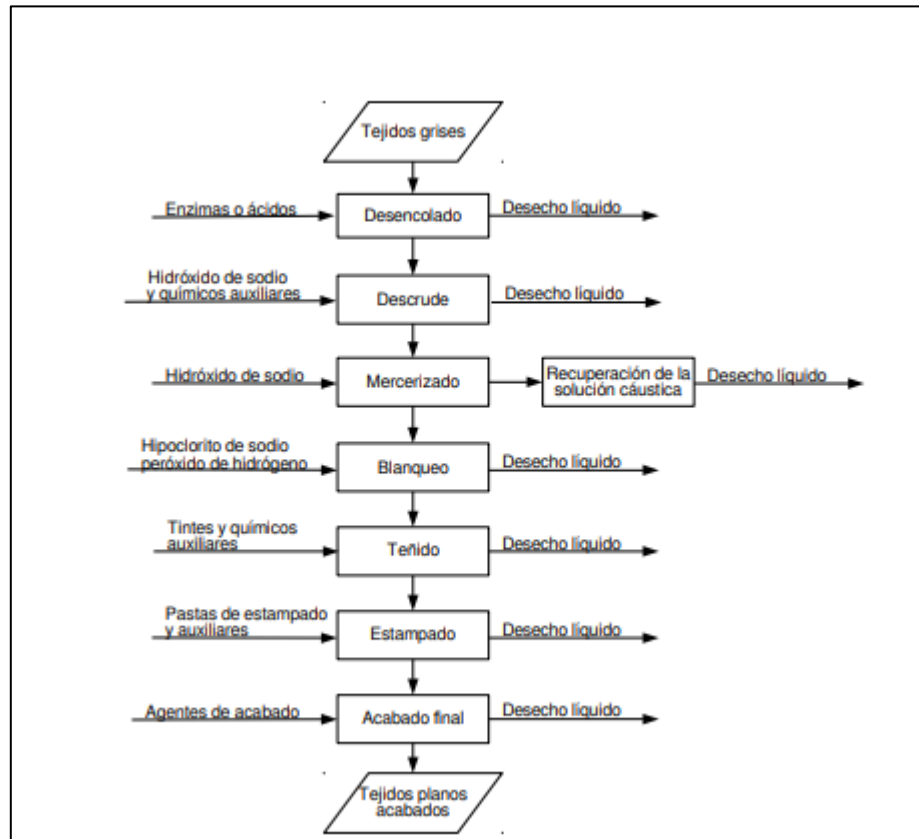 Tejidos grises
Enzimas o ácidos
Desencolado
Desecho líquido
Hidróxido de sodio
y químicos auxiliares
Descrude
Desecho líquido
Hidróxido de sodio
Mercerizado
Recuperación de la
solución cáustica
Desecho líquido
Hipoclorito de sodio
peróxido de hidrógeno
Blanqueo
Desecho líquido
Tintes y químicos
auxiliares
Teñido
Desecho líquido
Pastas de estampado
y auxiliares
Estampado
Desecho líquido
Agentes de acabado
Acabado final
Desecho líquido
Tejidos planos
acabados